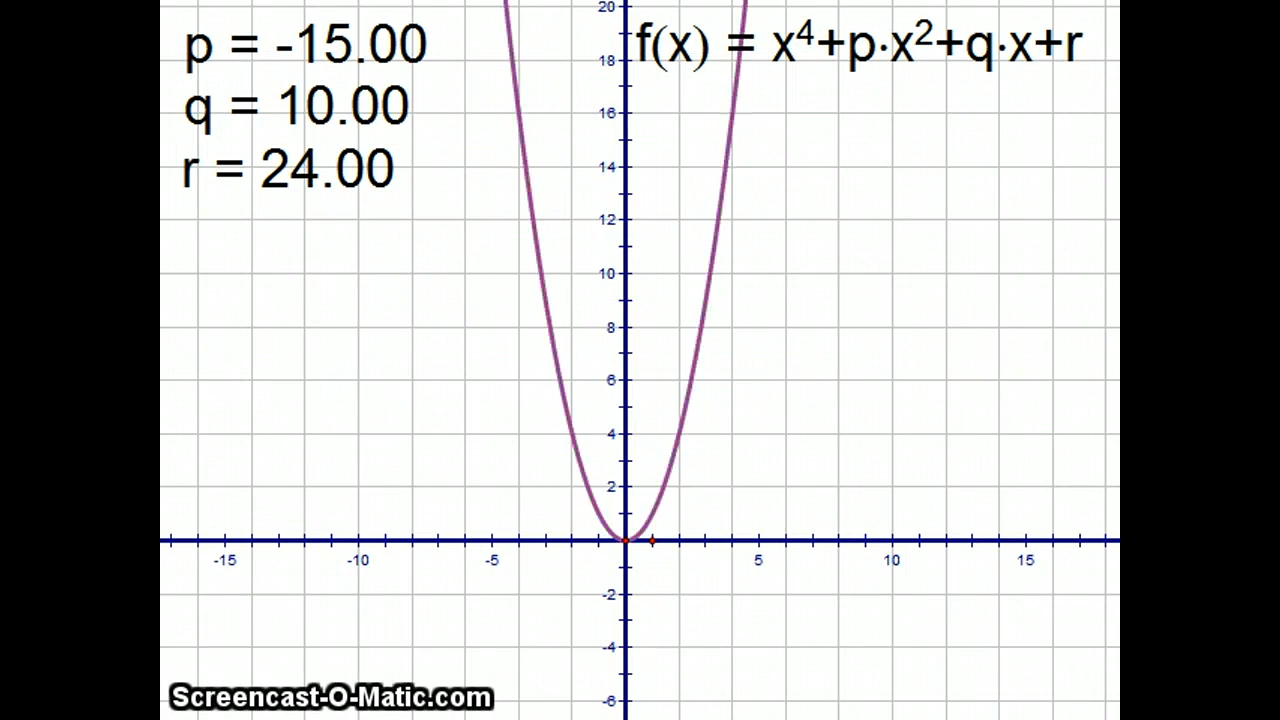 p = -15.00
q = 10.00
r = 24.00
f(x) = x⁴+p·x²+q·x+r
20
18
16
14
12
10
8
6
4
2
-15 -10 -5 5 10 15
-2
-4
-6
Screencast-O-Matic.com